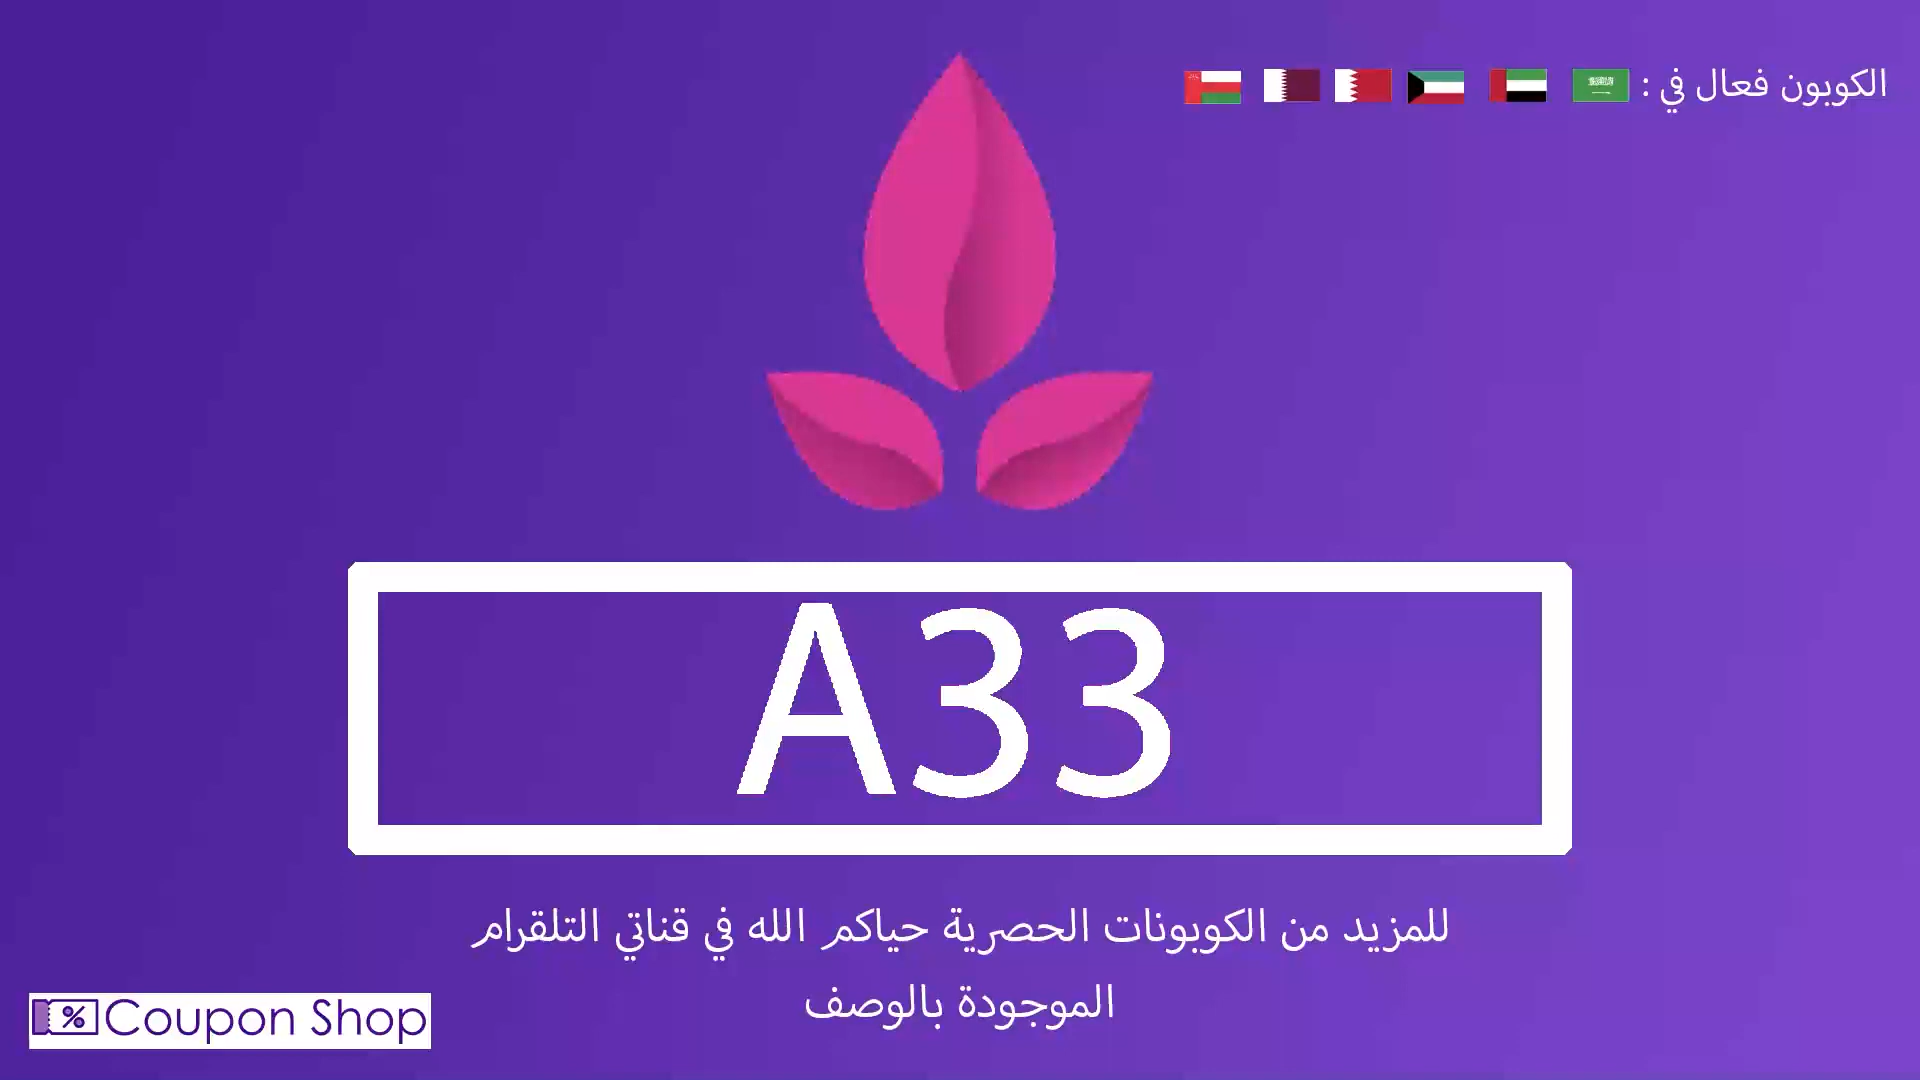 الكوبون فعال في :
A33
للمزيد من الكوبونات الحصرية حياكم الله في قناتي التلقرام
الموجودة بالوصف
% Coupon Shop